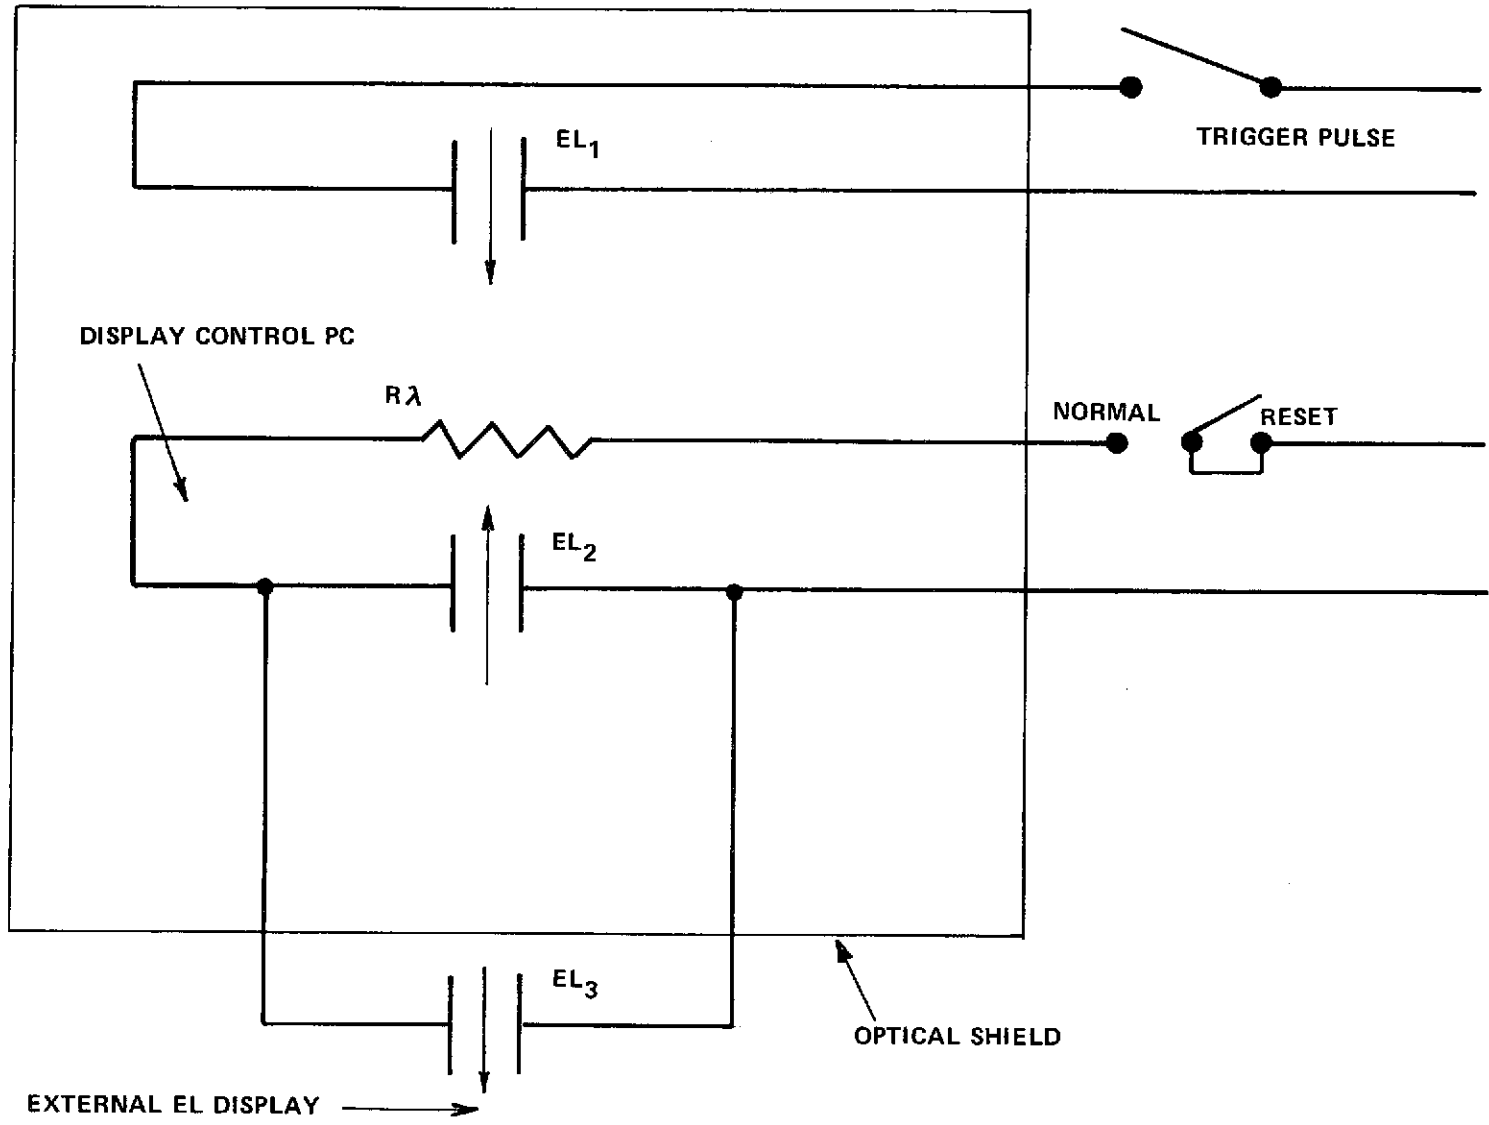 EL1
TRIGGER PULSE
DISPLAY CONTROL PC
Rλ
NORMAL
RESET
EL2
EL3
OPTICAL SHIELD
EXTERNAL EL DISPLAY